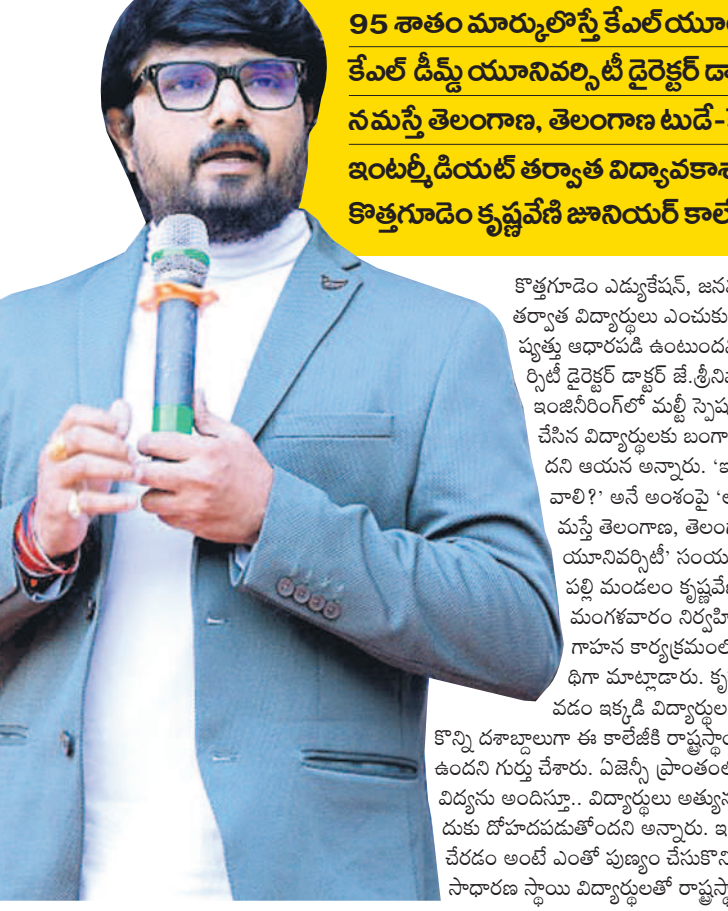 95 శాతం మార్కులొస్తే కేఎల్‌యూ
కేఎల్ డీమ్డ్ యూనివర్సిటీ డైరెక్టర్
నమస్తే తెలంగాణ, తెలంగాణ టుడే-
ఇంటర్మీడియట్ తర్వాత విద్యావకా
కొత్తగూడెం కృష్ణవేణి జూనియర్ కాలే
కొత్తగూడెం ఎడ్యుకేషన్, జన
తర్వాత విద్యార్థులు ఎంచుకు
ష్యత్తు ఆధారపడి ఉంటుంద
ర్సిటీ డైరెక్టర్ డాక్టర్ జే.శ్రీని
ఇంజినీరింగ్‌లో మల్టీ స్పెష
చేసిన విద్యార్థులకు బంగా
దని ఆయన అన్నారు. ‘ఇ
వాలి?’ అనే అంశంపై ‘
మస్తే తెలంగాణ, తెలం
యూనివర్సిటీ’ సంయ
పల్లి మండలం కృష్ణవే
మంగళవారం నిర్వహి
గాహన కార్యక్రమంలో
థిగా మాట్లాడారు. కృ
వడం ఇక్కడి విద్యార్థుల
కొన్ని దశాబ్దాలుగా ఈ కాలేజీకి రాష్ట్రస్థాయి
ఉందని గుర్తు చేశారు. ఏజెన్సీ ప్రాంతంలో
విద్యను అందిస్తూ.. విద్యార్థులు అత్యున
దుకు దోహదపడుతోందని అన్నారు. ఇ
చేరడం అంటే ఎంతో పుణ్యం చేసుకొని
సాధారణ స్థాయి విద్యార్థులతో రాష్ట్రస్థా